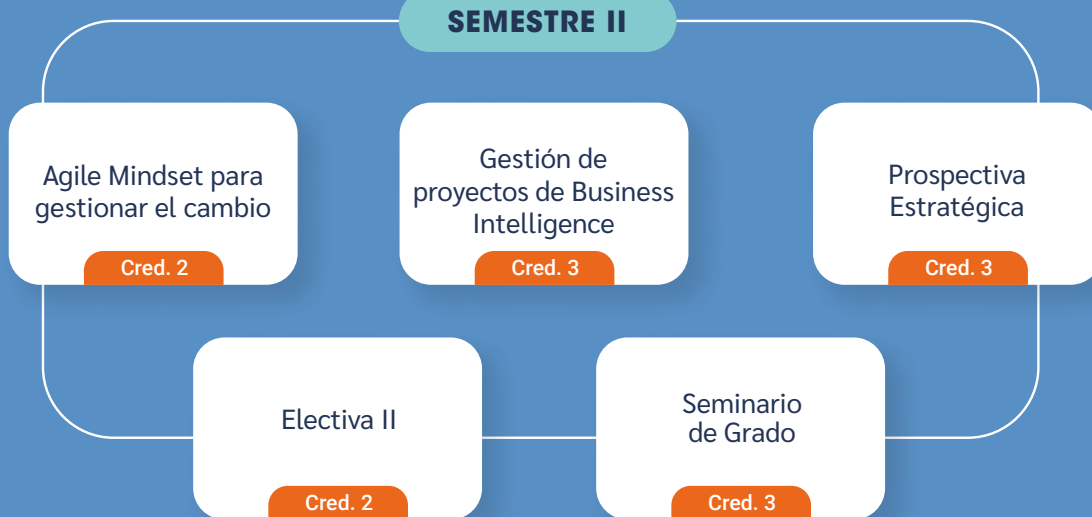 SEMESTRE II
Agile Mindset para
gestionar el cambio
Cred. 2
Gestión de
proyectos de Business
Intelligence
Cred. 3
Prospectiva
Estratégica
Cred. 3
Electiva II
Cred. 2
Seminario
de Grado
Cred. 3